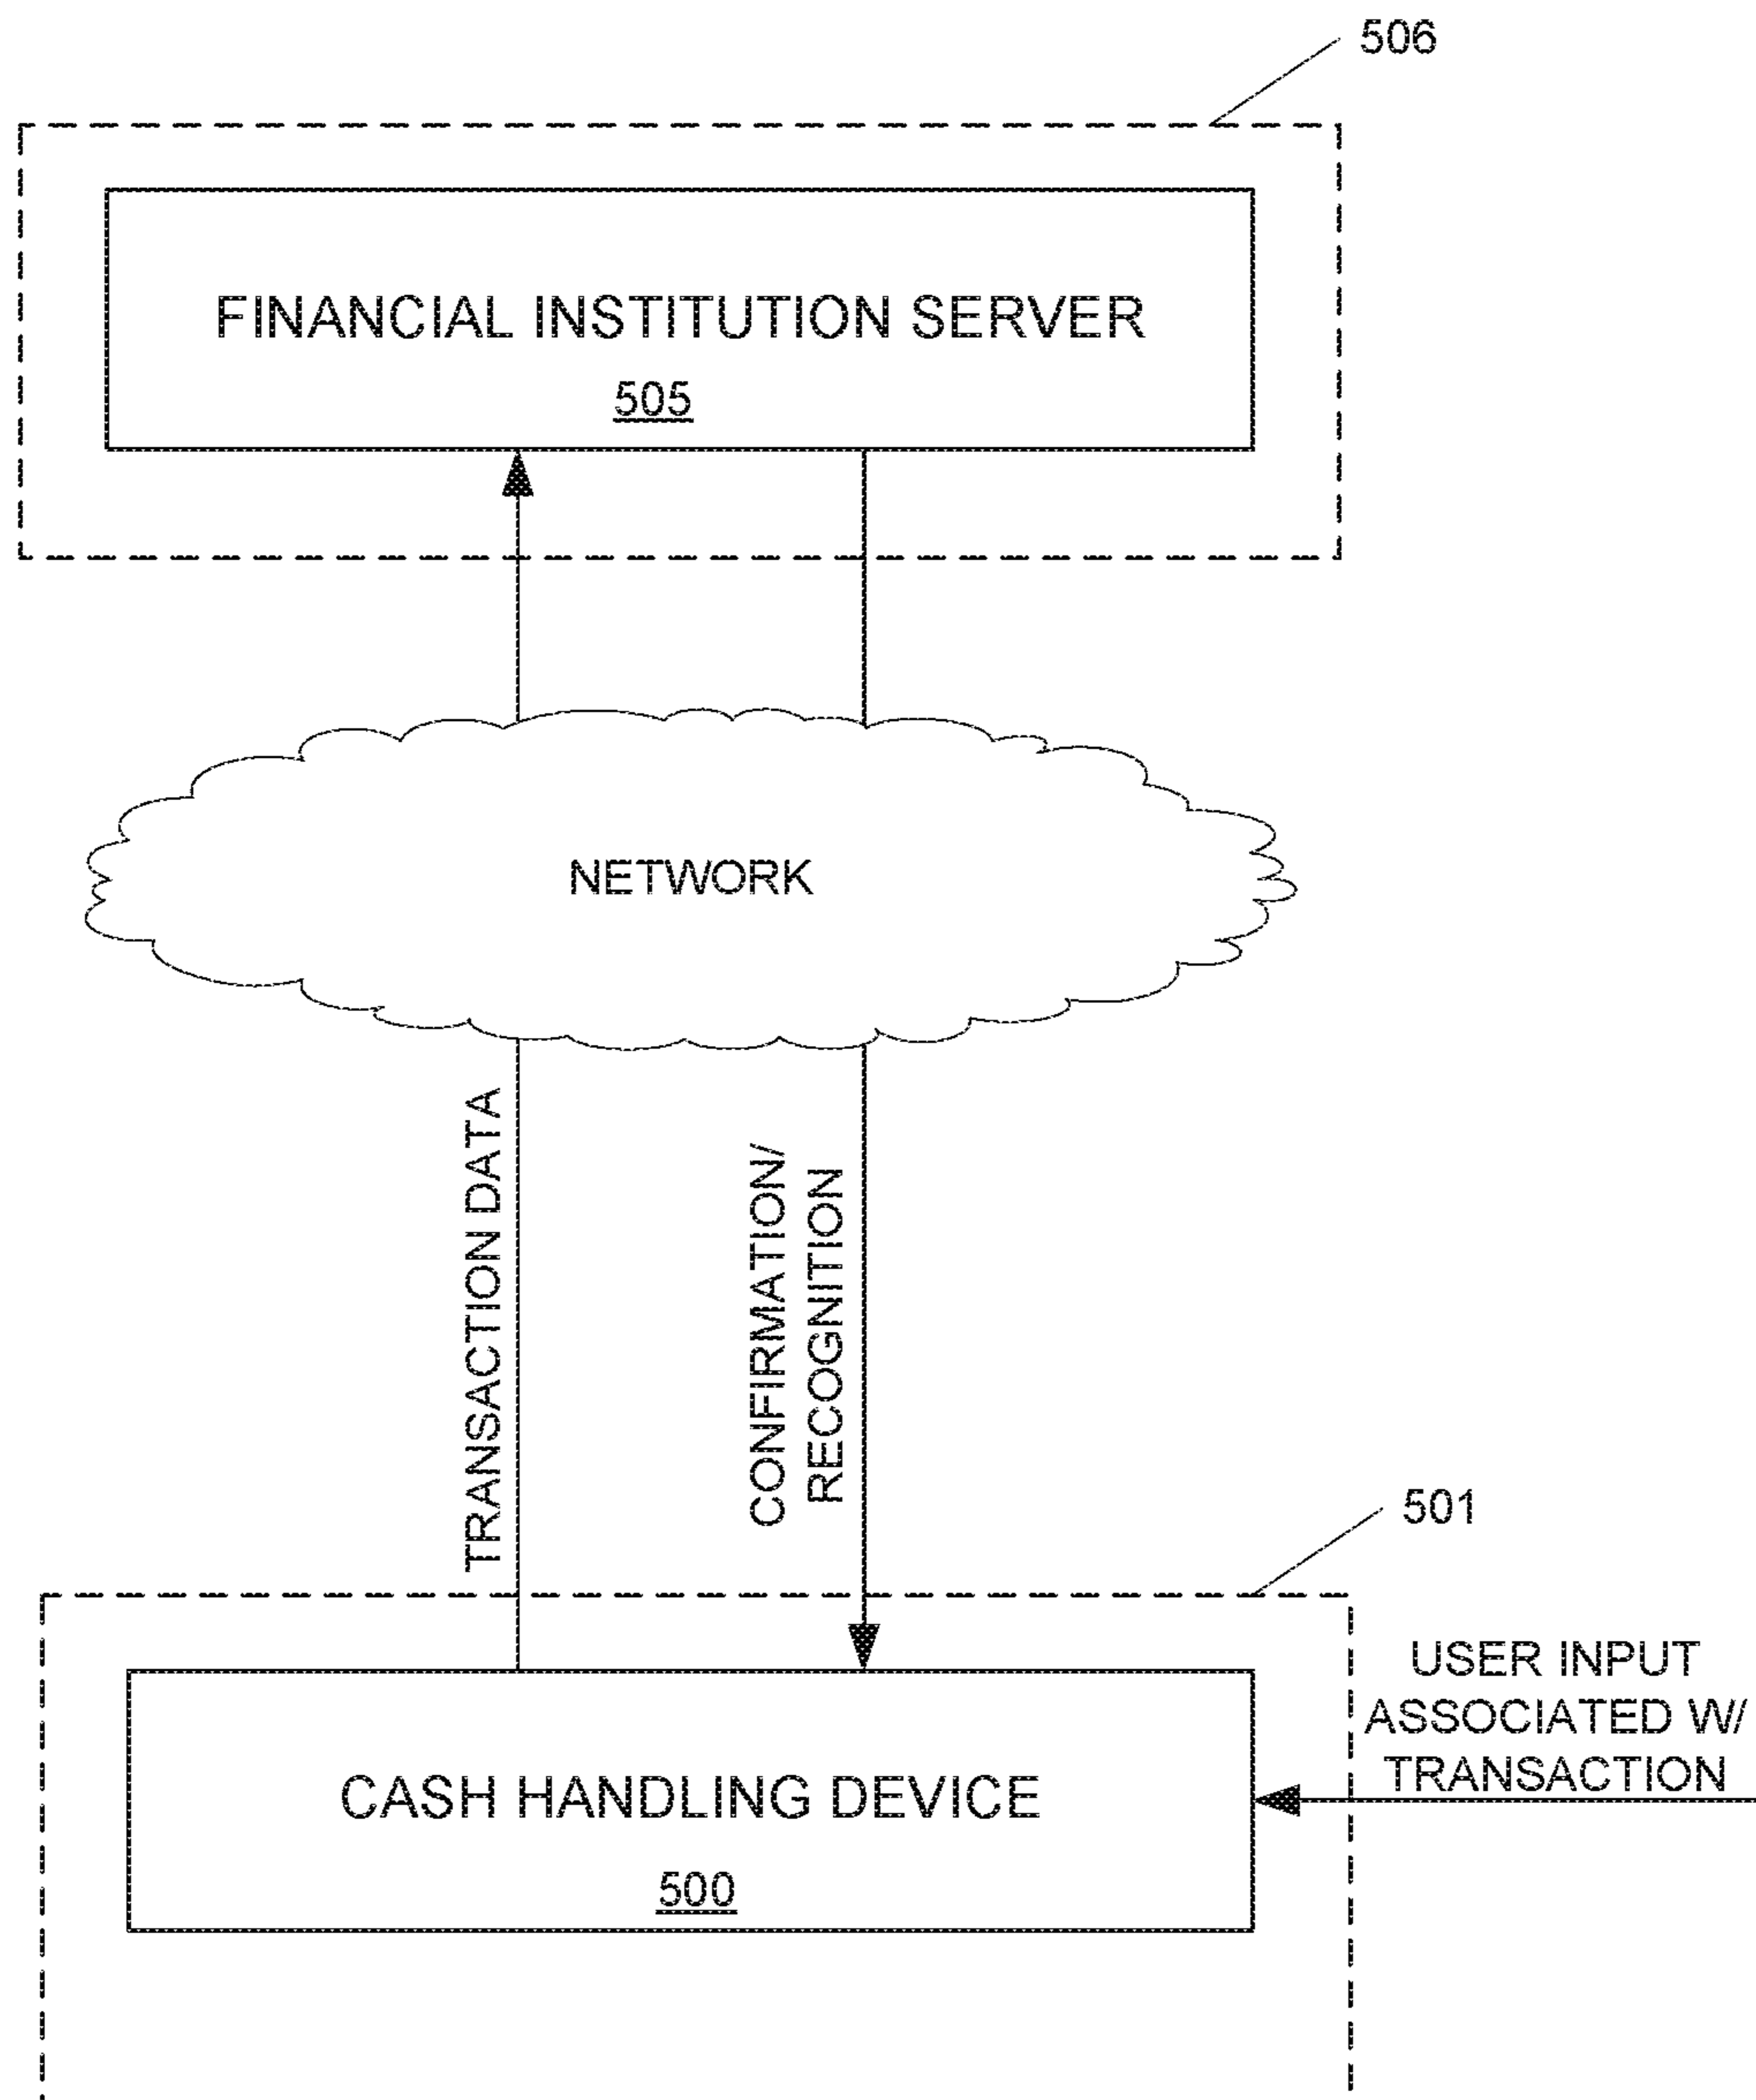 506
FINANCIAL INSTITUTION SERVER
505
NETWORK
TRANSACTION DATA
CONFIRMATION/
RECOGNITION
501
USER INPUT
ASSOCIATED W/
TRANSACTION
CASH HANDLING DEVICE
500